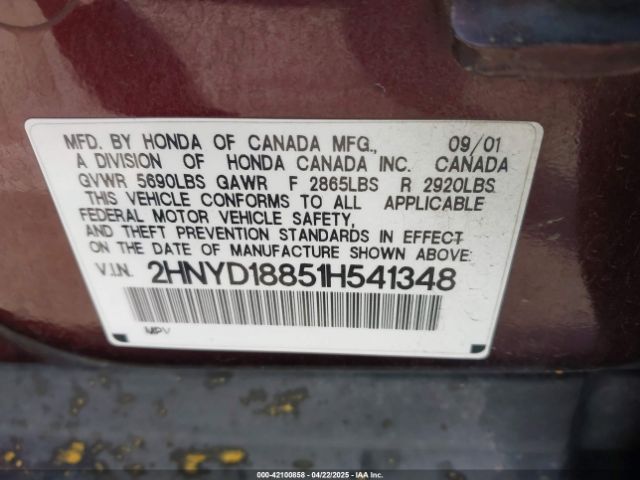 MFD. BY HONDA OF CANADA MFG., 09/01
A DIVISION OF HONDA CANADA INC. CANADA
GVWR 5690LBS GAWR F 2865LBS R 2920LBS
THIS VEHICLE CONFORMS TO ALL APPLICABLE
FEDERAL MOTOR VEHICLE SAFETY,
AND THEFT PREVENTION STANDARDS IN EFFECT
ON THE DATE OF MANUFACTURE SHOWN ABOVE.
V.I.N. 2HNYD18851H541348
MPV
000-42100858 - 04/22/2025 - IAAI.COM